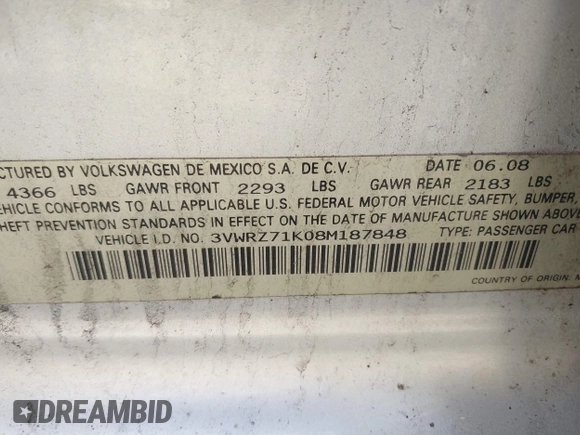 CTURED BY VOLKSWAGEN DE MEXICO S.A. DE C.V. DATE 06.08
4366 LBS GAWR FRONT 2293 LBS GAWR REAR 2183 LBS
EHICLE CONFORMS TO ALL APPLICABLE U.S. FEDERAL MOTOR VEHICLE SAFETY, BUMPER,
HEFT PREVENTION STANDARDS IN EFFECT ON THE DATE OF MANUFACTURE SHOWN ABOVE
VEHICLE I.D. NO. 3VWRZ71K08M187848 TYPE: PASSENGER CAR
COUNTRY OF ORIGIN: M
DREAMBID